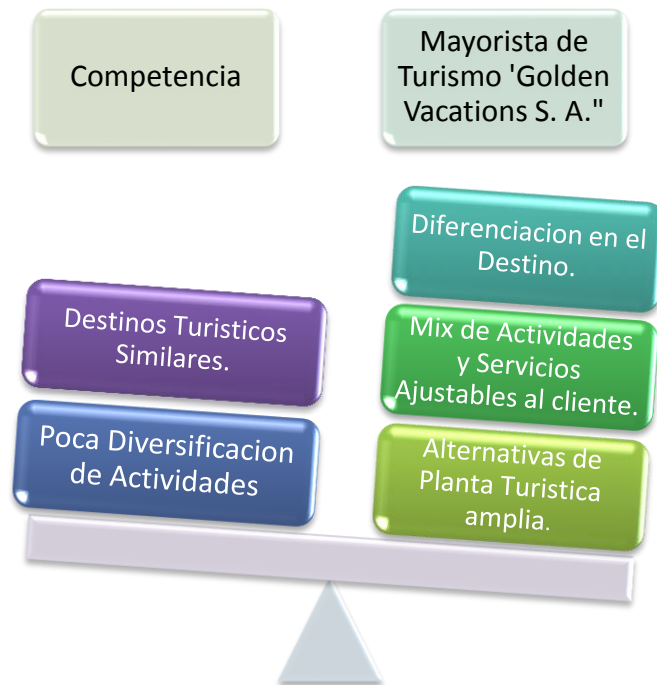 Competencia
Mayorista de
Turismo 'Golden
Vacations S. A."
Diferenciacion en el
Destino.
Destinos Turisticos
Similares.
Mix de Actividades
y Servicios
Ajustables al cliente.
Poca Diversificacion
de Actividades
Alternativas de
Planta Turistica
amplia.